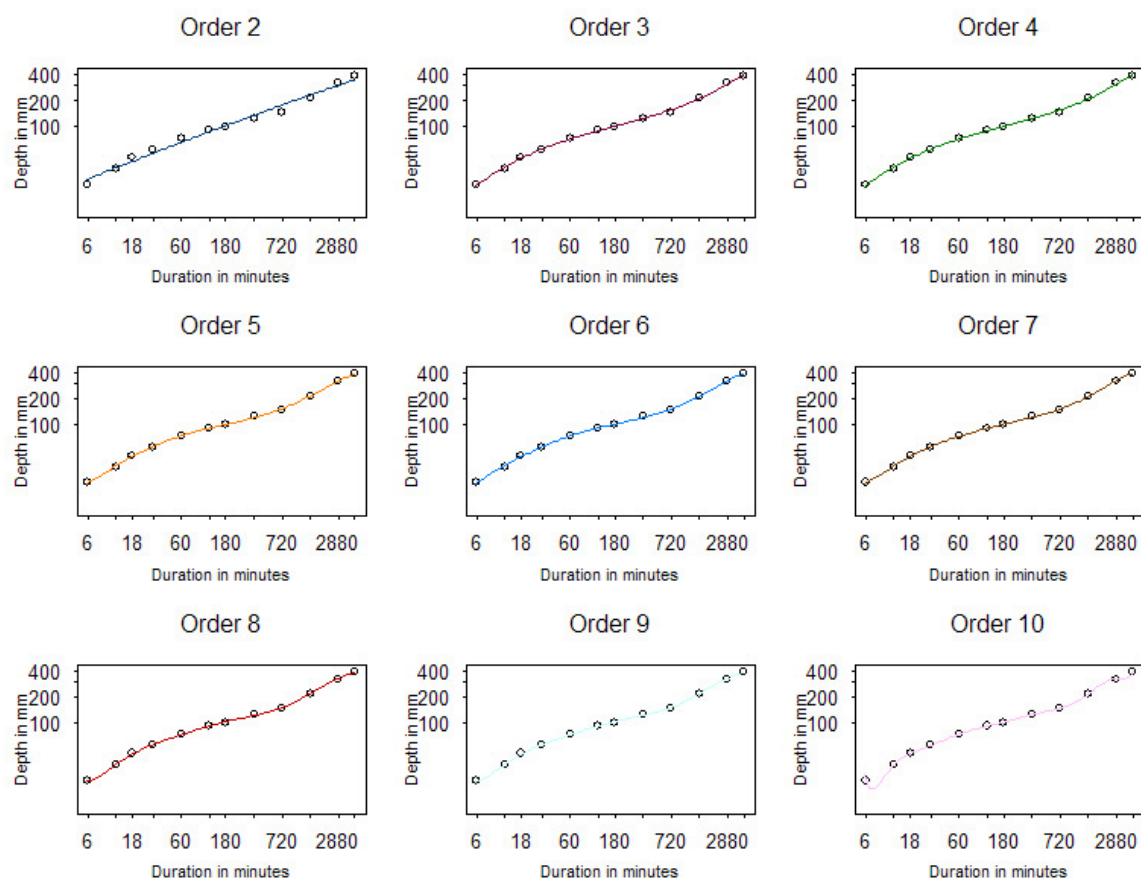 Order 2
Order 3
Order 4
400
200
100
Depth in mm
6 18 60 180 720 2880
Duration in minutes
400
200
100
Depth in mm
6 18 60 180 720 2880
Duration in minutes
400
200
100
Depth in mm
6 18 60 180 720 2880
Duration in minutes
Order 5
Order 6
Order 7
400
200
100
Depth in mm
6 18 60 180 720 2880
Duration in minutes
400
200
100
Depth in mm
6 18 60 180 720 2880
Duration in minutes
400
200
100
Depth in mm
6 18 60 180 720 2880
Duration in minutes
Order 8
Order 9
Order 10
400
200
100
Depth in mm
6 18 60 180 720 2880
Duration in minutes
400
200
100
Depth in mm
6 18 60 180 720 2880
Duration in minutes
400
200
100
Depth in mm
6 18 60 180 720 2880
Duration in minutes